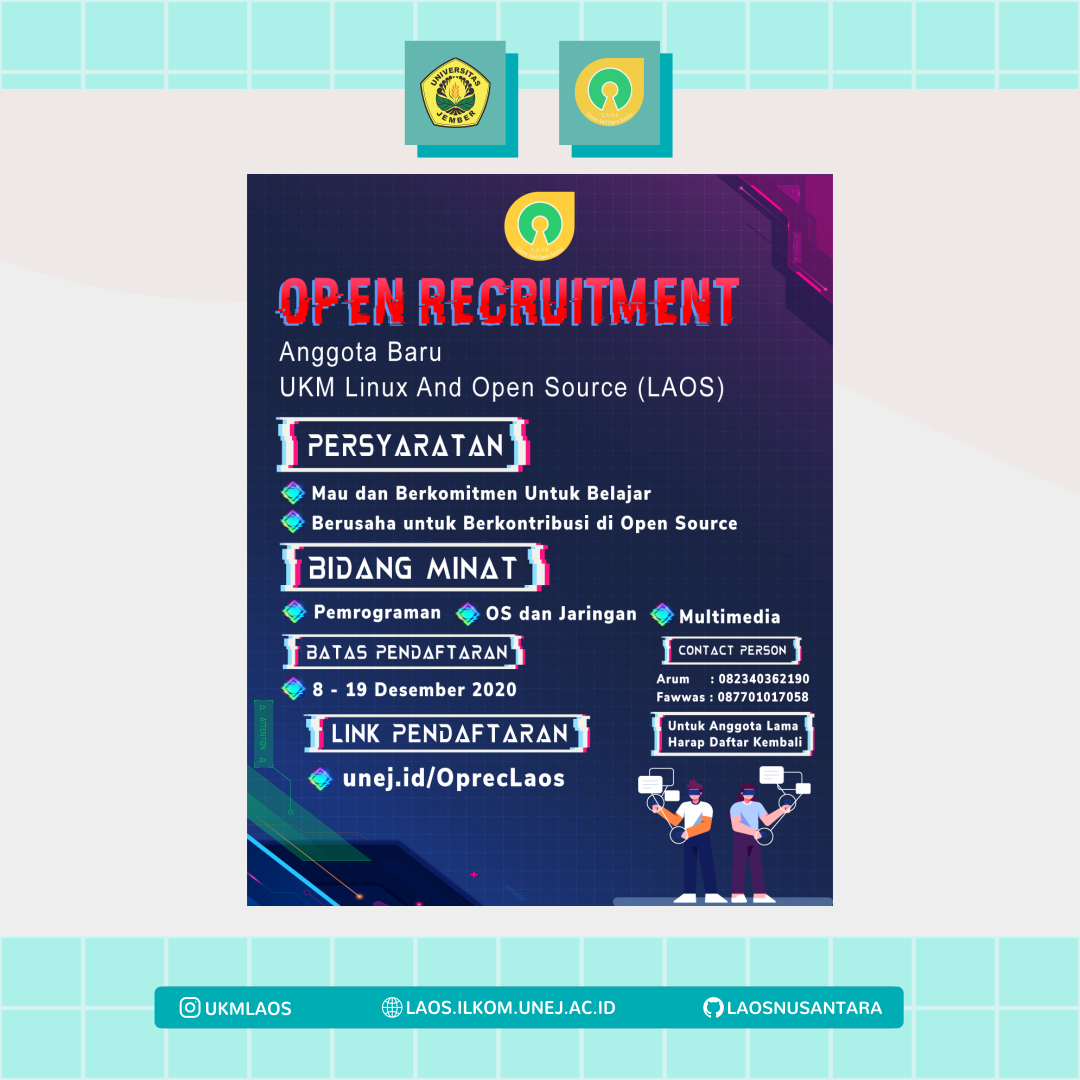 UNIVERSITAS
JEMBER
LAOS
LAOS
OPEN RECRUITMENT
Anggota Baru
UKM Linux And Open Source (LAOS)
PERSYARATAN
Mau dan Berkomitmen Untuk Belajar
Berusaha untuk Berkontribusi di Open Source
BIDANG MINAT
Pemrograman
OS dan Jaringan
Multimedia
BATAS PENDAFTARAN
8 - 19 Desember 2020
CONTACT PERSON
Arum : 082340362190
Fawwas : 087701017058
LINK PENDAFTARAN
unej.id/OprecLaos
Untuk Anggota Lama
Harap Daftar Kembali
ATTENTION
UKMLAOS
LAOS.ILKOM.UNEJ.AC.ID
LAOSNUSANTARA